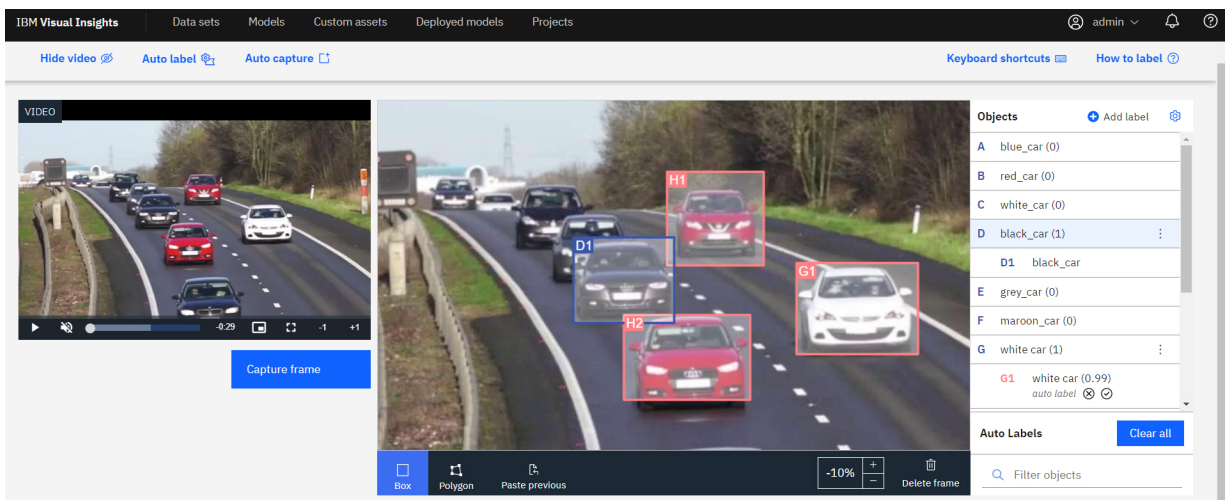 IBM Visual Insights Data sets Models Custom assets Deployed models Projects admin
Hide video Auto label Auto capture Keyboard shortcuts How to label
VIDEO
-0:29 -1 +1
Capture frame
H1
D1
G1
H2
Box Polygon Paste previous -10% + − Delete frame
Objects Add label
A blue_car (0)
B red_car (0)
C white_car (0)
D black_car (1)
D1 black_car
E grey_car (0)
F maroon_car (0)
G white car (1)
G1 white car (0.99)
auto label
Auto Labels Clear all
Filter objects